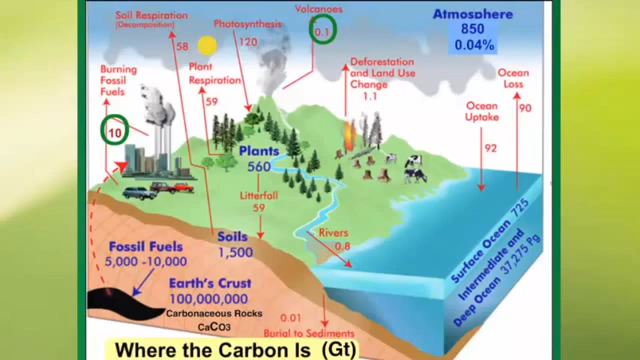 Soil Respiration
(Decomposition)
58
Photosynthesis
120
Volcanoes
0.1
Atmosphere
850
0.04%
Burning
Fossil
Fuels
10
Plant
Respiration
59
Deforestation
and Land Use
Change
1.1
Ocean
Loss
90
Ocean
Uptake
92
Plants
560
Litterfall
59
Rivers
0.8
Soils
1,500
Fossil Fuels
5,000 -10,000
Earth's Crust
100,000,000
Carbonaceous Rocks
CaCO3
Surface Ocean 725
Intermediate and
Deep Ocean 37,275 Pg
0.01
Burial to Sediments
Where the Carbon Is (Gt)